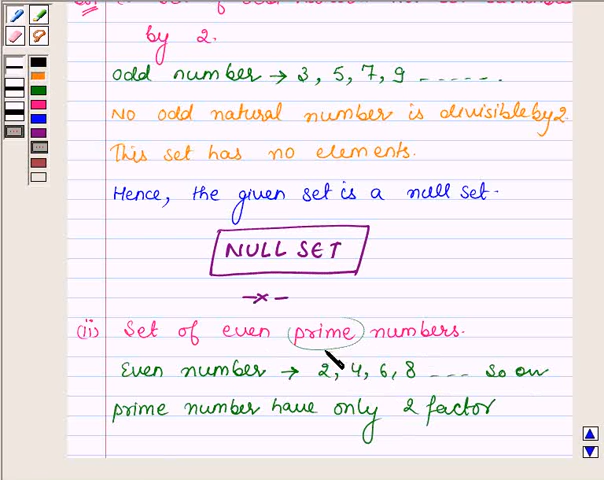 by 2.
odd number → 3, 5, 7, 9 ------.
No odd natural number is divisible by 2.
This set has no elements.
Hence, the given set is a null set.
NULL SET
—x—
(ii) Set of even prime numbers.
Even number → 2, 4, 6, 8 ---- so on
prime number have only 2 factor